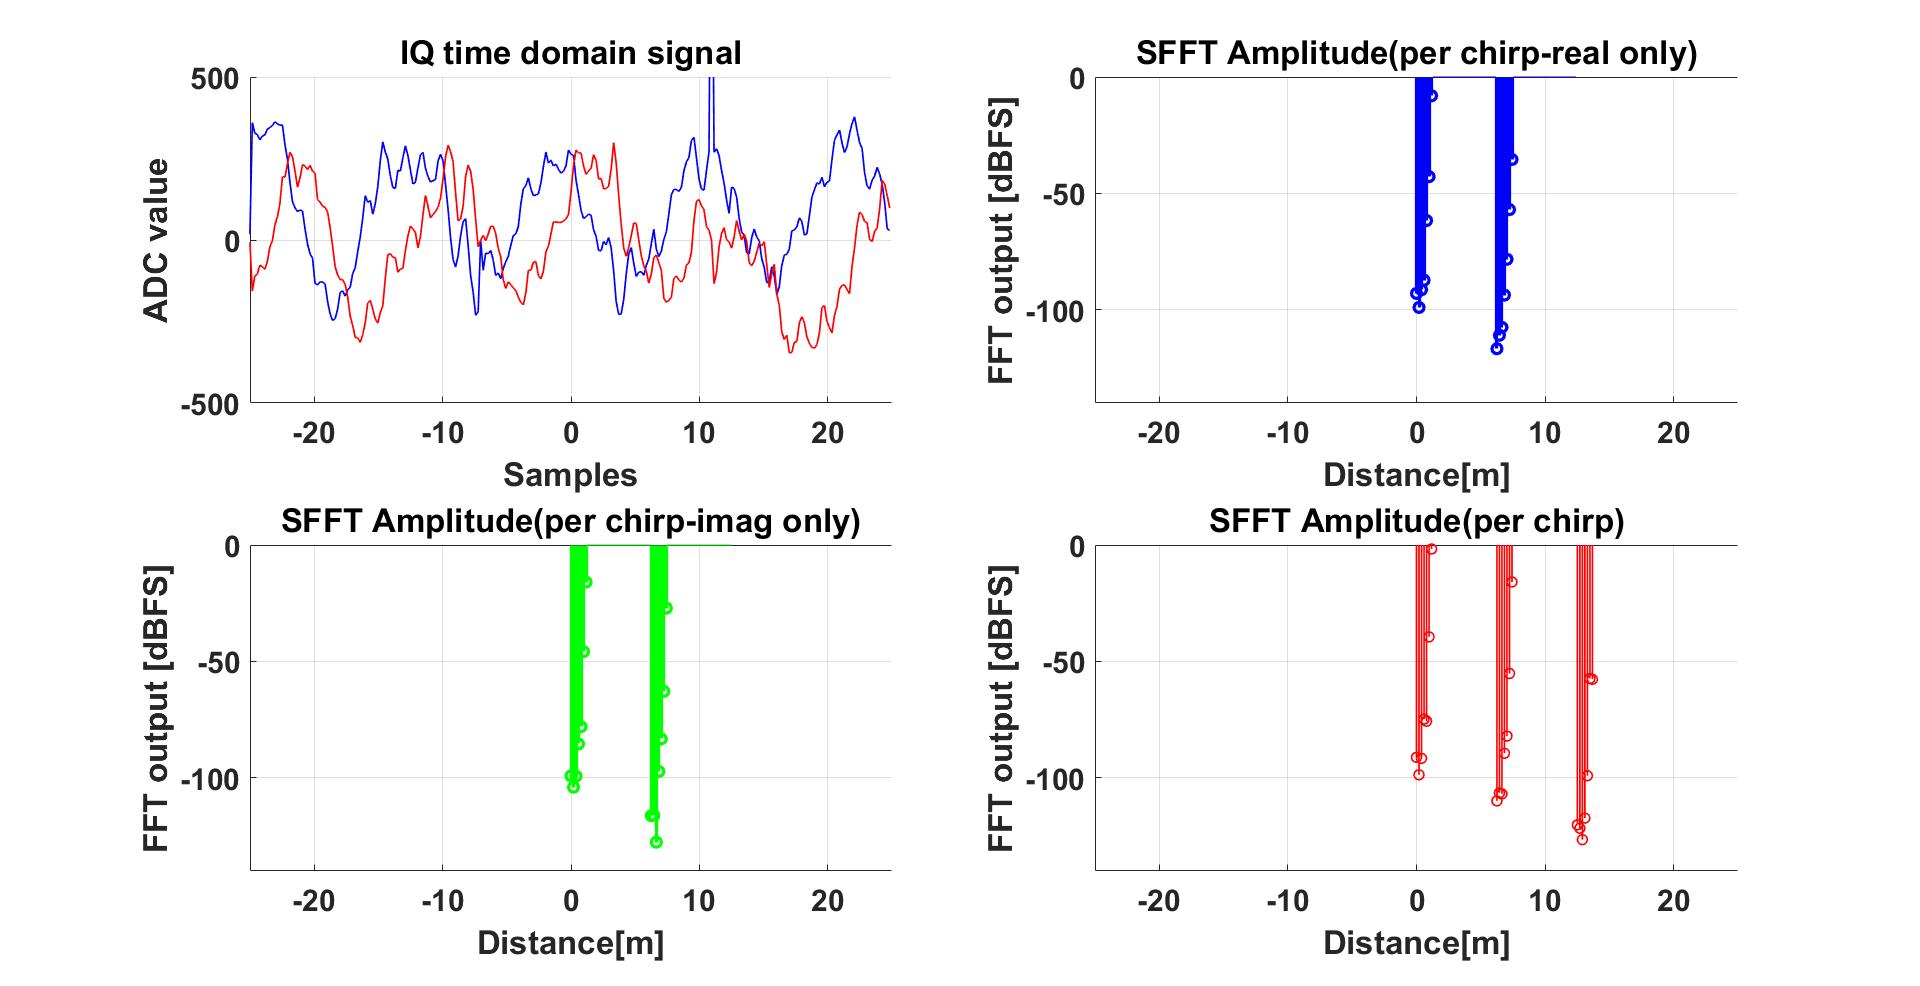 IQ time domain signal
500
0
-500
ADC value
-20 -10 0 10 20
Samples
SFFT Amplitude(per chirp-real only)
0
-50
-100
FFT output [dBFS]
-20 -10 0 10 20
Distance[m]
SFFT Amplitude(per chirp-imag only)
0
-50
-100
FFT output [dBFS]
-20 -10 0 10 20
Distance[m]
SFFT Amplitude(per chirp)
0
-50
-100
FFT output [dBFS]
-20 -10 0 10 20
Distance[m]